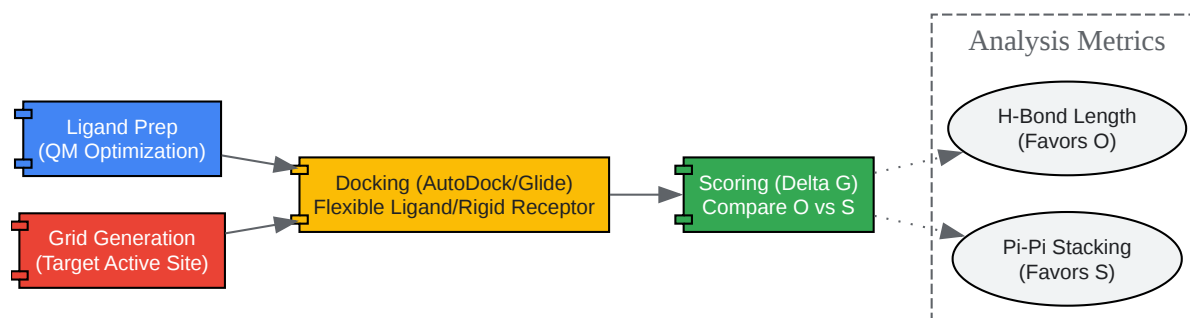 Analysis Metrics
Ligand Prep
(QM Optimization)
Grid Generation
(Target Active Site)
Docking (AutoDock/Glide)
Flexible Ligand/Rigid Receptor
Scoring (Delta G)
Compare O vs S
H-Bond Length
(Favors O)
Pi-Pi Stacking
(Favors S)